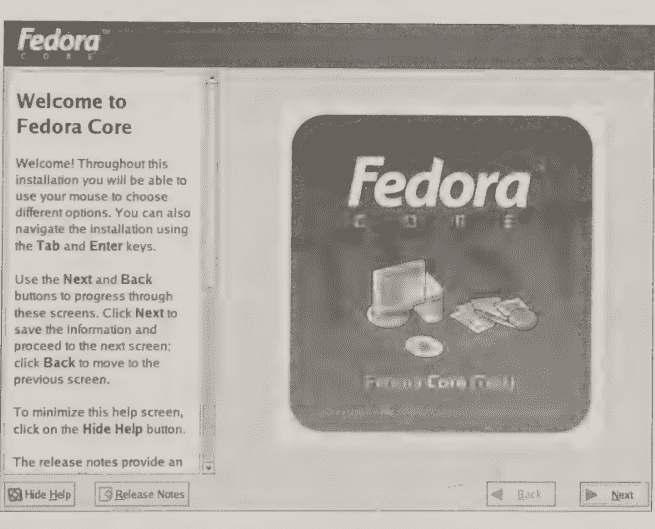 Fedora™
CORE
Welcome to
Fedora Core
Welcome! Throughout this
installation you will be able to
use your mouse to choose
different options. You can also
navigate the installation using
the Tab and Enter keys.
Use the Next and Back
buttons to progress through
these screens. Click Next to
save the information and
proceed to the next screen;
click Back to move to the
previous screen.
To minimize this help screen,
click on the Hide Help button.
The release notes provide an
Fedora
CORE
Core
Hide Help
Release Notes
Back
Next